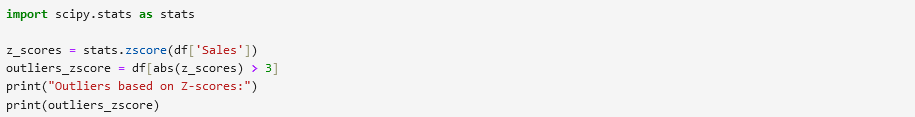 import scipy.stats as stats
z_scores = stats.zscore(df['Sales'])
outliers_zscore = df[abs(z_scores) > 3]
print("Outliers based on Z-scores:")
print(outliers_zscore)